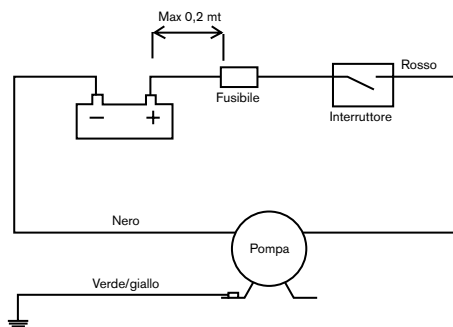 Max 0,2 mt
Rosso
Fusibile
Interruttore
− +
Nero
Pompa
Verde/giallo